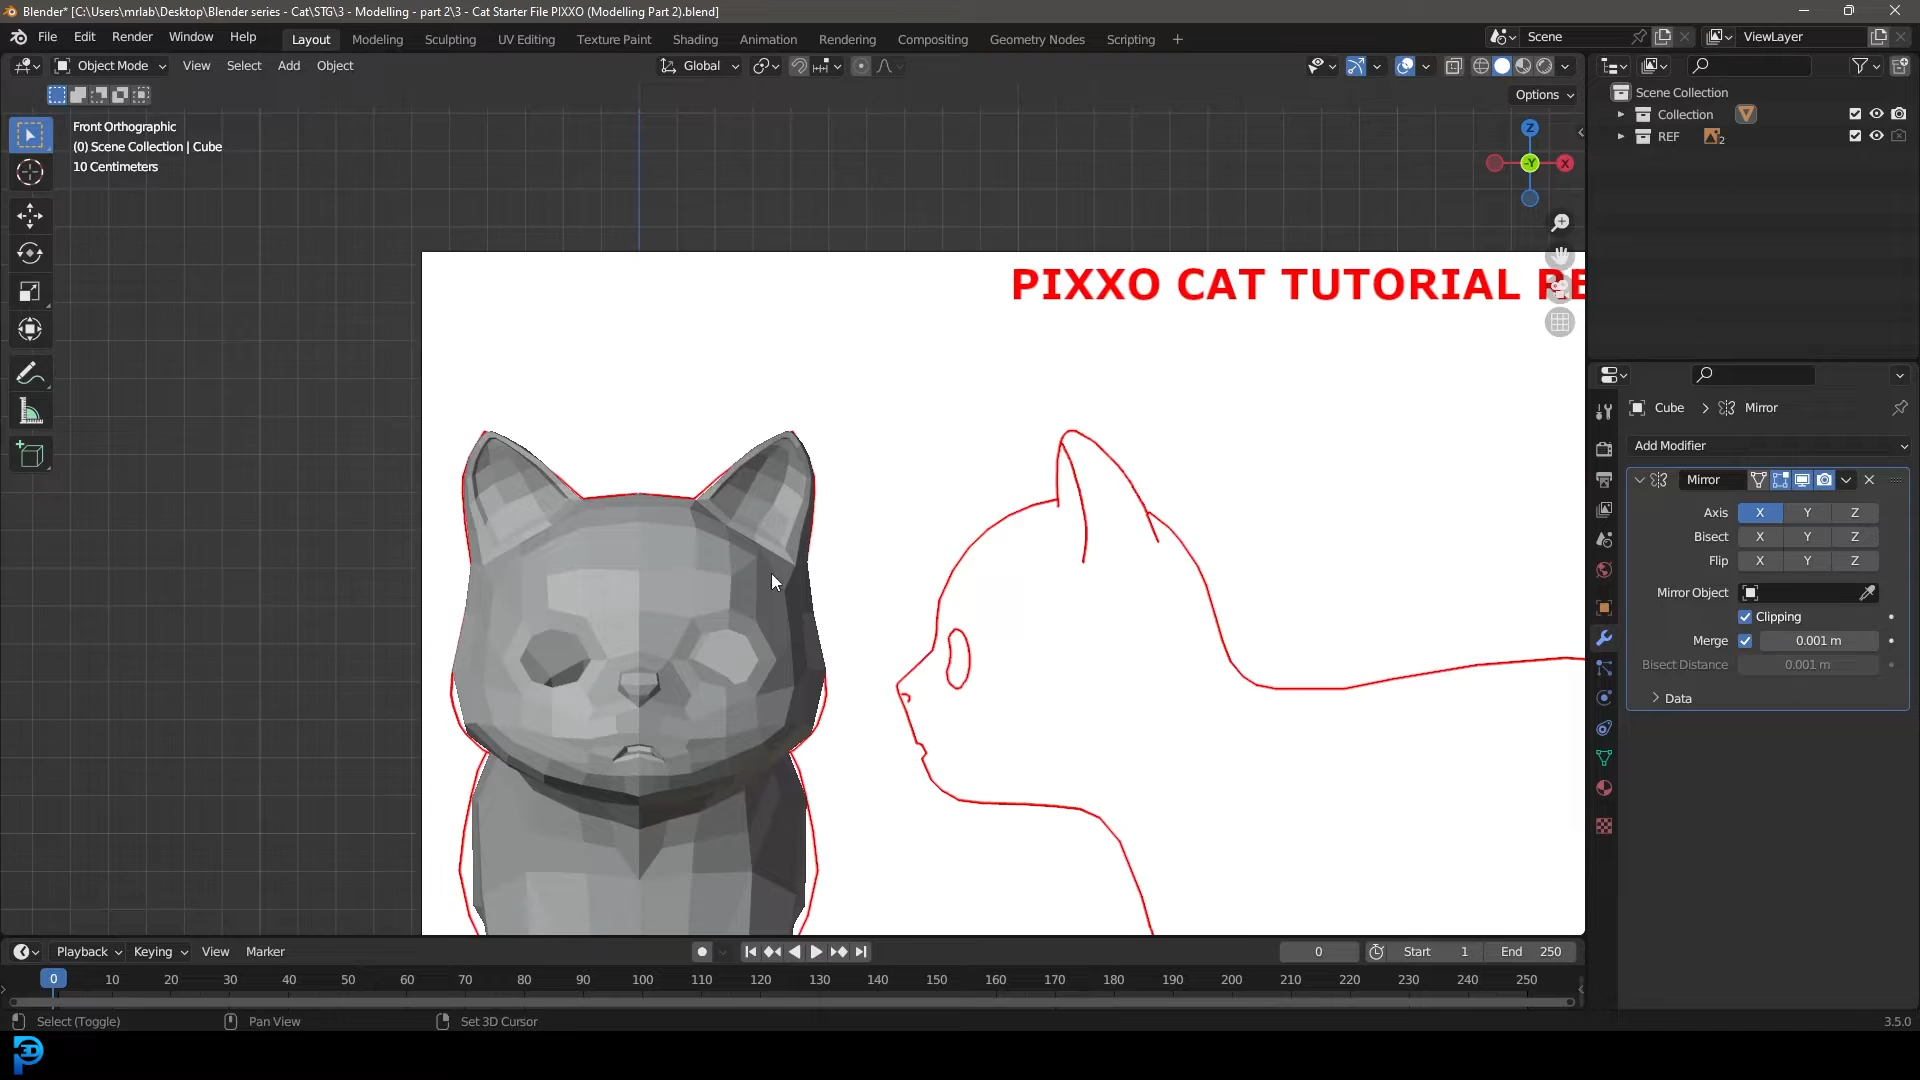 Blender* [C:\Users\mrlab\Desktop\Blender series - Cat\STG\3 - Modelling - part 2\3 - Cat Starter File PIXXO (Modelling Part 2).blend]
File Edit Render Window Help Layout Modeling Sculpting UV Editing Texture Paint Shading Animation Rendering Compositing Geometry Nodes Scripting + Scene ViewLayer
Object Mode View Select Add Object Global
Options
Front Orthographic
(0) Scene Collection | Cube
10 Centimeters
Z
-Y
X
Scene Collection
Collection
REF 2
PIXXO CAT TUTORIAL RE
Cube > Mirror
Add Modifier
Mirror
Axis X Y Z
Bisect X Y Z
Flip X Y Z
Mirror Object
Clipping
Merge 0.001 m
Bisect Distance 0.001 m
Data
Playback Keying View Marker 0 Start 1 End 250
0 10 20 30 40 50 60 70 80 90 100 110 120 130 140 150 160 170 180 190 200 210 220 230 240 250
Select (Toggle) Pan View Set 3D Cursor 3.5.0
3D